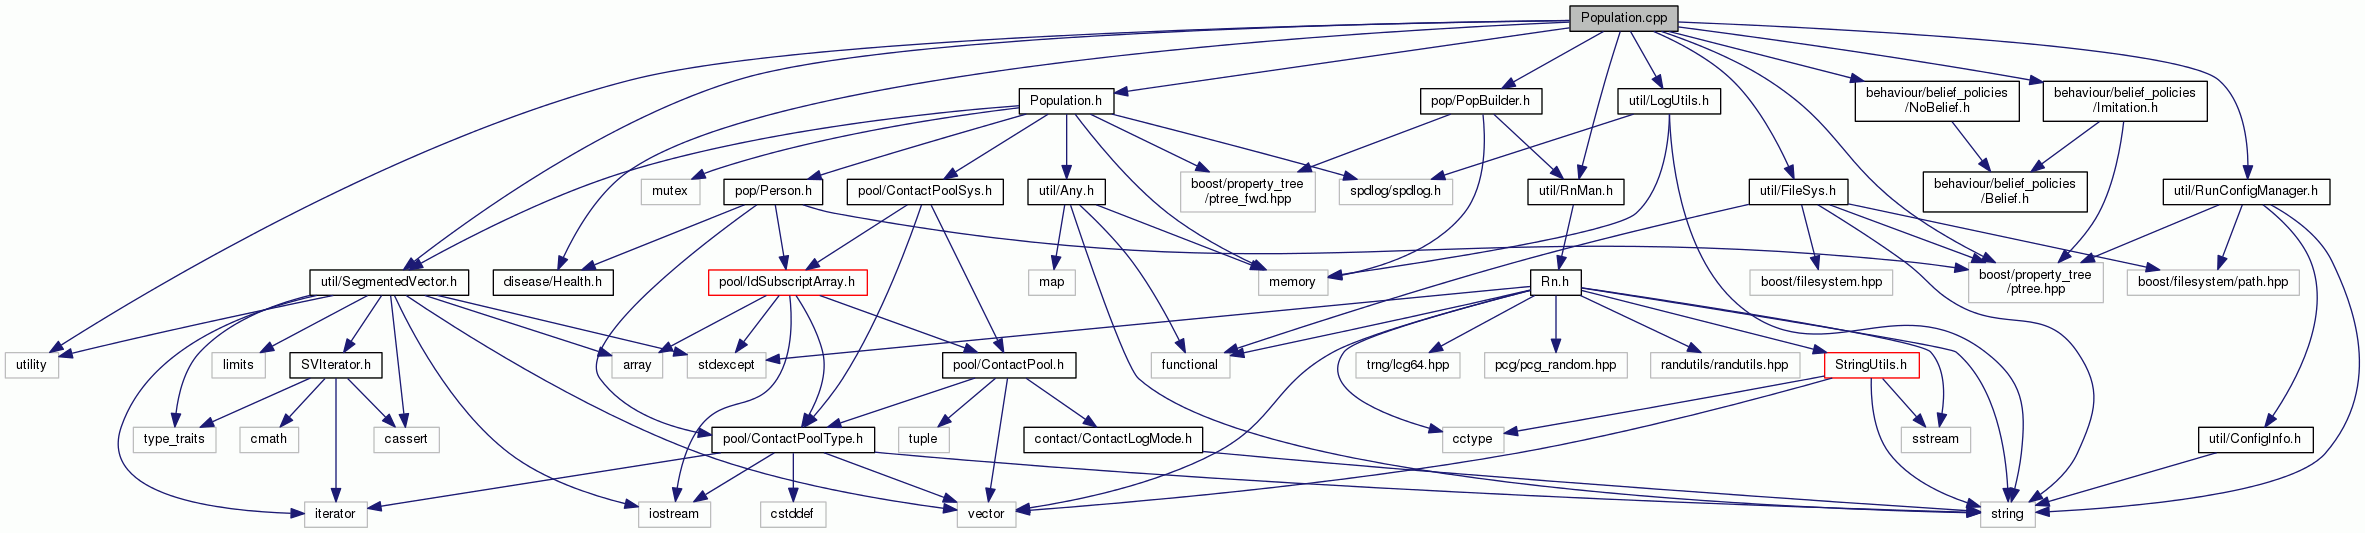 Population.cpp
Population.h
pop/PopBuilder.h
util/LogUtils.h
behaviour/belief_policies
/NoBelief.h
behaviour/belief_policies
/Imitation.h
mutex
pop/Person.h
pool/ContactPoolSys.h
util/Any.h
boost/property_tree
/ptree_fwd.hpp
spdlog/spdlog.h
util/RnMan.h
util/FileSys.h
behaviour/belief_policies
/Belief.h
util/RunConfigManager.h
util/SegmentedVector.h
disease/Health.h
pool/IdSubscriptArray.h
map
memory
Rn.h
boost/filesystem.hpp
boost/property_tree
/ptree.hpp
boost/filesystem/path.hpp
utility
limits
SVIterator.h
array
stdexcept
pool/ContactPool.h
functional
trng/lcg64.hpp
pcg/pcg_random.hpp
randutils/randutils.hpp
StringUtils.h
type_traits
cmath
cassert
pool/ContactPoolType.h
tuple
contact/ContactLogMode.h
cctype
sstream
util/ConfigInfo.h
iterator
iostream
cstddef
vector
string